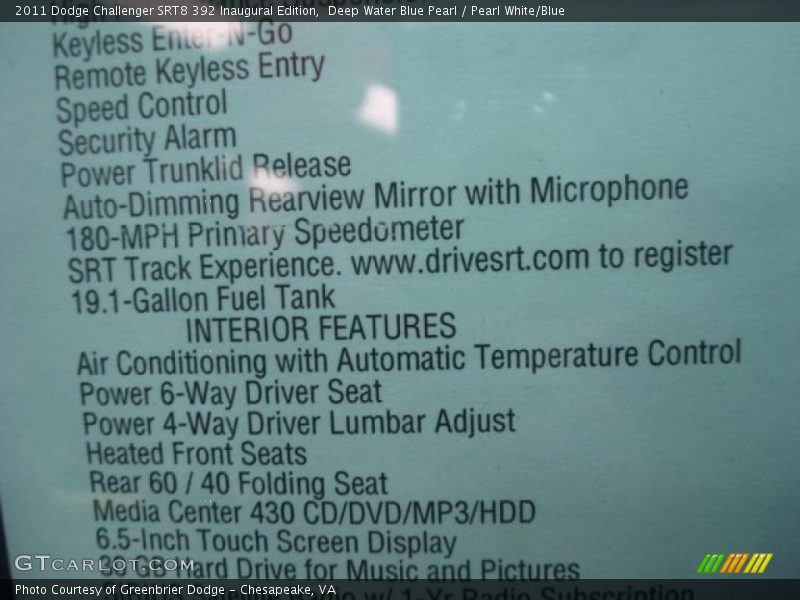 2011 Dodge Challenger SRT8 392 Inaugural Edition, Deep Water Blue Pearl / Pearl White/Blue
Keyless Enter-N-Go
Remote Keyless Entry
Speed Control
Security Alarm
Power Trunklid Release
Auto-Dimming Rearview Mirror with Microphone
180-MPH Primary Speedometer
SRT Track Experience. www.drivesrt.com to register
19.1-Gallon Fuel Tank
INTERIOR FEATURES
Air Conditioning with Automatic Temperature Control
Power 6-Way Driver Seat
Power 4-Way Driver Lumbar Adjust
Heated Front Seats
Rear 60 / 40 Folding Seat
Media Center 430 CD/DVD/MP3/HDD
6.5-Inch Touch Screen Display
GB Hard Drive for Music and Pictures
GTCARLOT.COM
w/ 1-Yr Radio Subscription
Photo Courtesy of Greenbrier Dodge - Chesapeake, VA